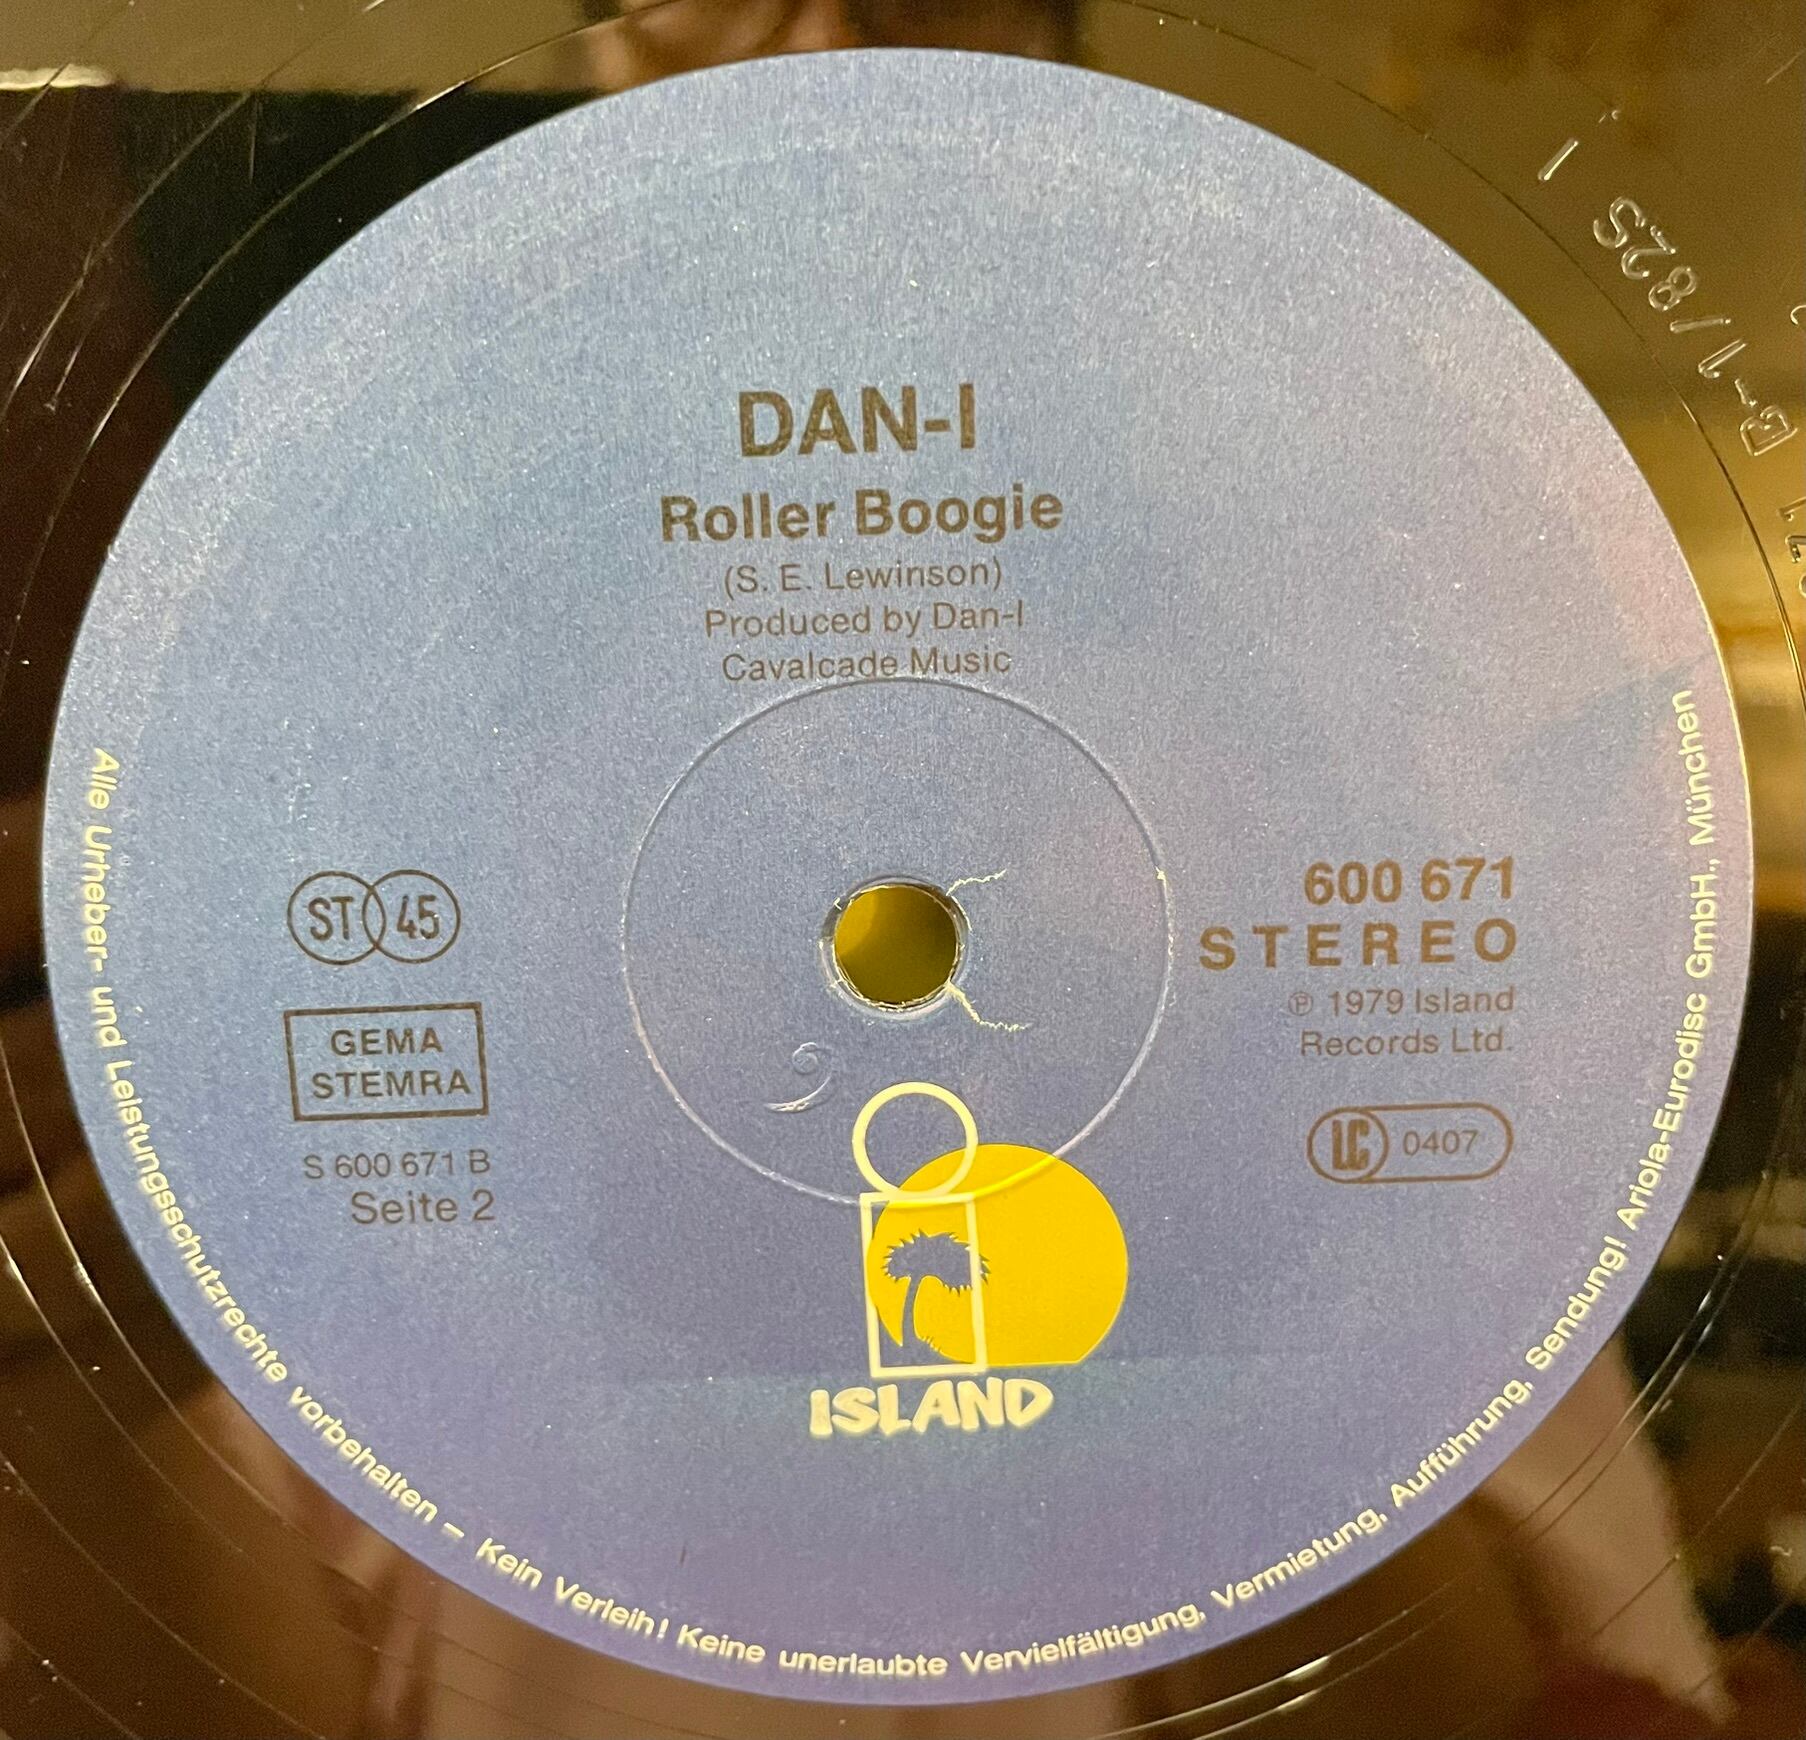 DAN-I
Roller Boogie
(S. E. Lewinson)
Produced by Dan-I
Cavalcade Music
ST 45
GEMA
STEMRA
S 600 671 B
Seite 2
600 671
STEREO
℗ 1979 Island
Records Ltd.
LC 0407
ISLAND
Alle Urheber- und Leistungsschutzrechte vorbehalten – Kein Verleih! Keine unerlaubte Vervielfältigung, Vermietung, Aufführung, Sendung! Ariola-Eurodisc GmbH., München
B-1/82S